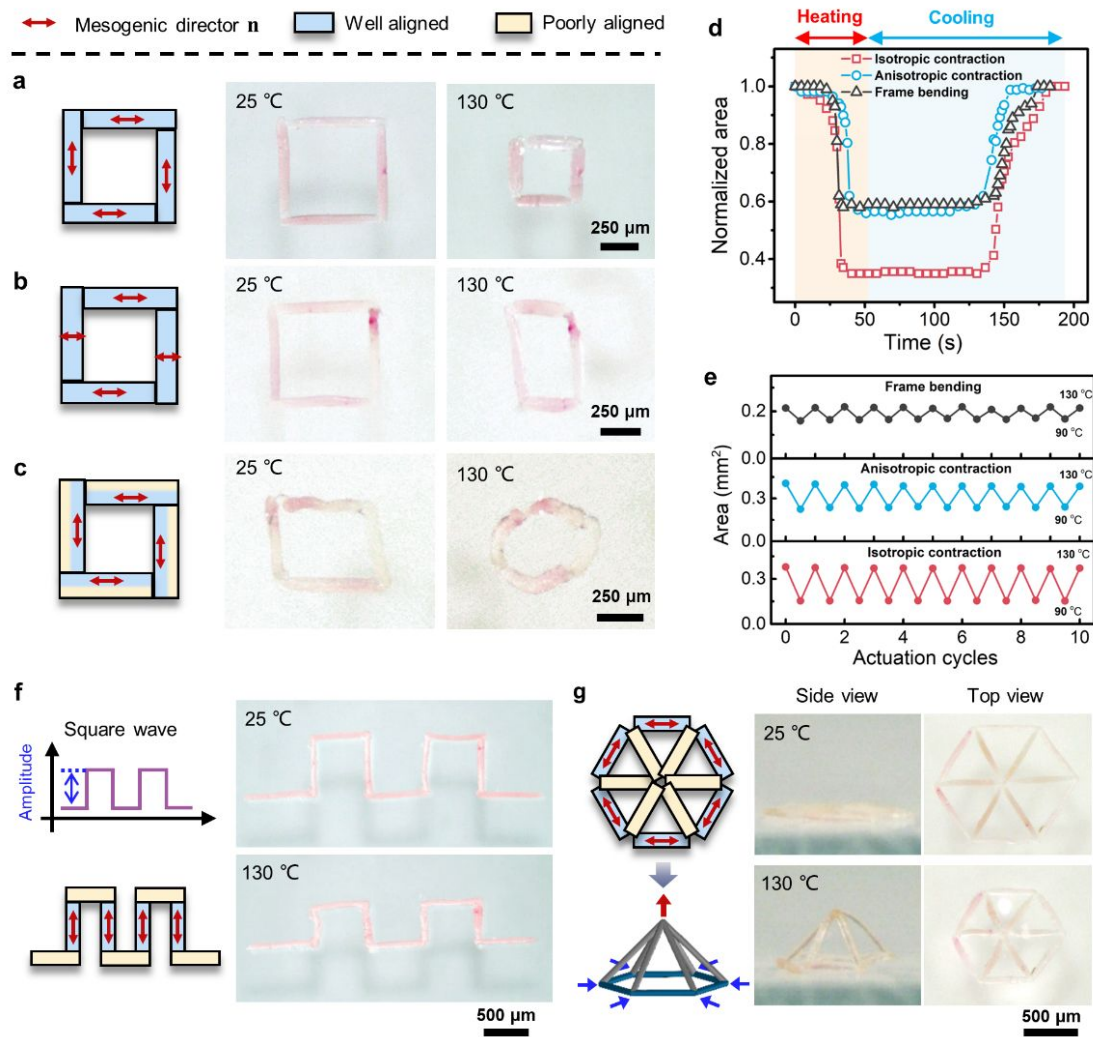 Mesogenic director n
Well aligned
Poorly aligned
a
25 ℃
130 ℃
250 μm
b
25 ℃
130 ℃
250 μm
c
25 ℃
130 ℃
250 μm
d
Heating
Cooling
Isotropic contraction
Anisotropic contraction
Frame bending
1.0
0.8
0.6
0.4
Normalized area
0 50 100 150 200
Time (s)
e
Frame bending
130 °C
90 °C
0.2
Anisotropic contraction
130 °C
90 °C
0.3
Isotropic contraction
130 °C
90 °C
0.3
0.0
Area (mm²)
0 2 4 6 8 10
Actuation cycles
f
Square wave
Amplitude
25 ℃
130 ℃
500 μm
g
Side view
Top view
25 ℃
130 ℃
500 μm